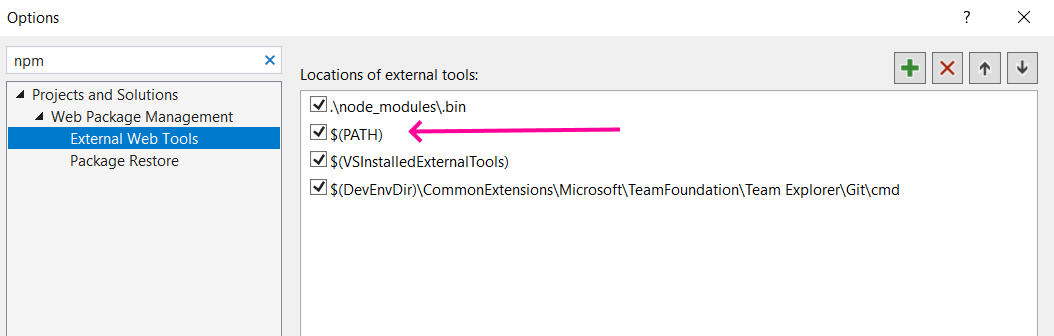 Options
?
npm
Projects and Solutions
Web Package Management
External Web Tools
Package Restore
Locations of external tools:
.\node_modules\.bin
$(PATH)
$(VSInstalledExternalTools)
$(DevEnvDir)\CommonExtensions\Microsoft\TeamFoundation\Team Explorer\Git\cmd